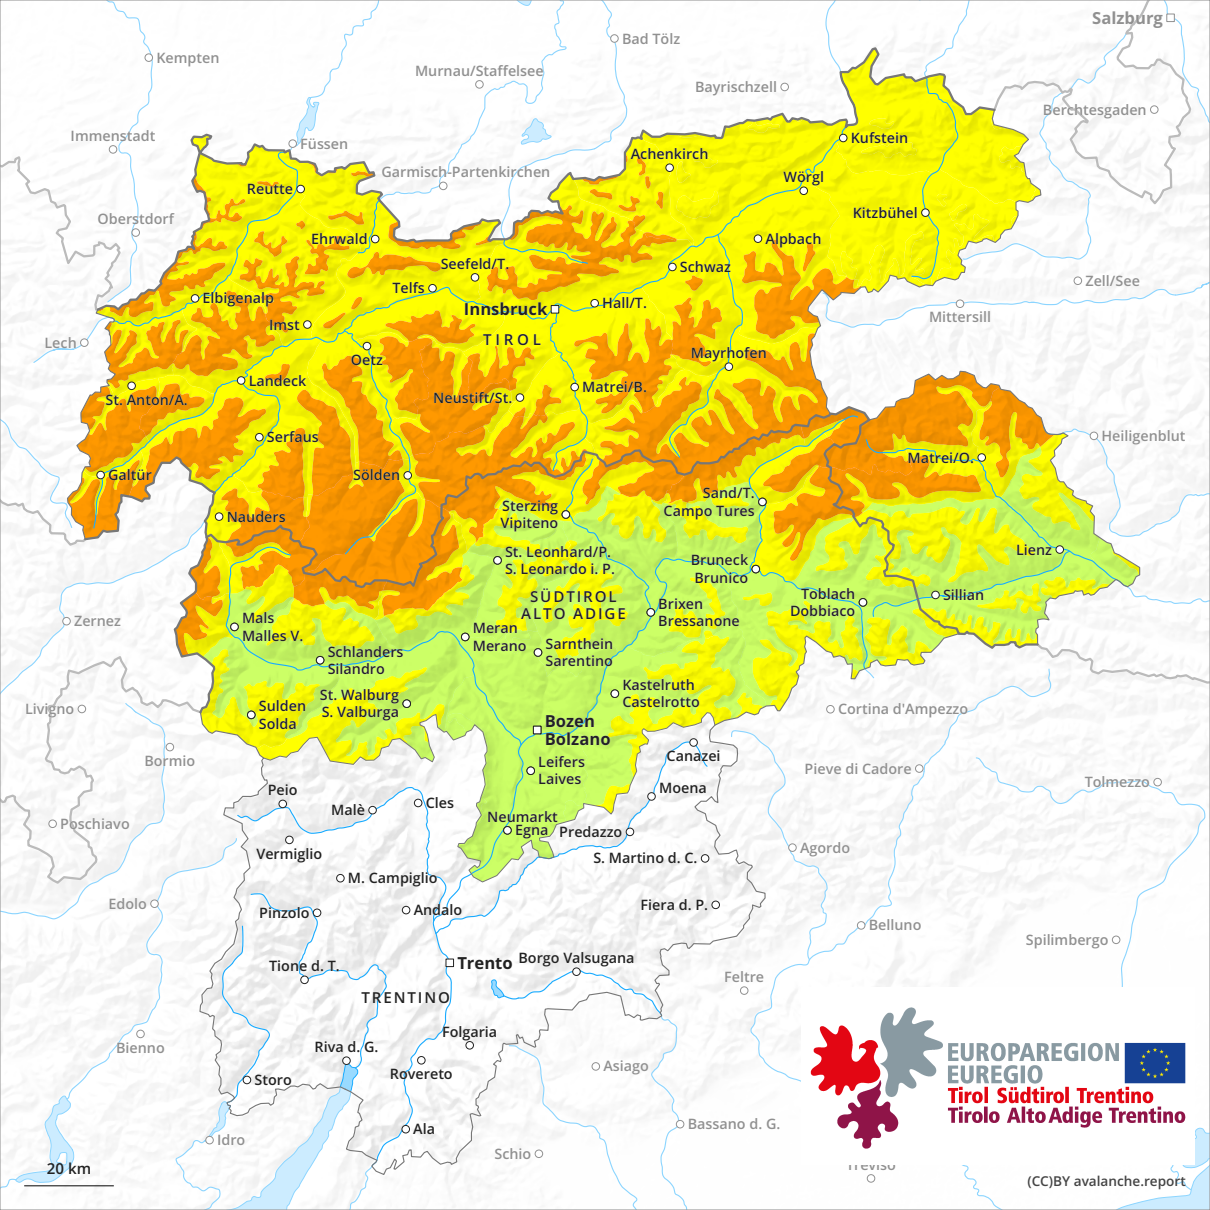 Salzburg
Bad Tölz
Kempten
Murnau/Staffelsee
Bayrischzell
Berchtesgaden
Immenstadt
Füssen
Kufstein
Achenkirch
Garmisch-Partenkirchen
Wörgl
Reutte
Oberstdorf
Kitzbühel
Ehrwald
Alpbach
Seefeld/T.
Schwaz
Zell/See
Telfs
Elbigenalp
Hall/T.
Innsbruck
Mittersill
Imst
TIROL
Lech
Oetz
Mayrhofen
Landeck
Matrei/B.
St. Anton/A.
Neustift/St.
Serfaus
Heiligenblut
Matrei/O.
Galtür
Sölden
Sand/T.
Campo Tures
Sterzing
Vipiteno
Nauders
Lienz
St. Leonhard/P.
S. Leonardo i. P.
Bruneck
Brunico
SÜDTIROL
ALTO ADIGE
Toblach
Dobbiaco
Sillian
Brixen
Bressanone
Zernez
Mals
Malles V.
Meran
Merano
Sarnthein
Sarentino
Schlanders
Silandro
Kastelruth
Castelrotto
St. Walburg
S. Valburga
Livigno
Sulden
Solda
Cortina d'Ampezzo
Bozen
Bolzano
Canazei
Bormio
Leifers
Laives
Pieve di Cadore
Tolmezzo
Peio
Moena
Malè
Cles
Neumarkt
Egna
Predazzo
Poschiavo
Vermiglio
S. Martino d. C.
Agordo
M. Campiglio
Edolo
Pinzolo
Andalo
Fiera d. P.
Belluno
Spilimbergo
Trento
Borgo Valsugana
Tione d. T.
Feltre
TRENTINO
Folgaria
Bienno
Riva d. G.
EUROPAREGION
EUREGIO
Rovereto
Asiago
Storo
Tirol Südtirol Trentino
Tirolo Alto Adige Trentino
Ala
Bassano d. G.
Idro
Schio
Treviso
20 km
(CC)BY avalanche.report